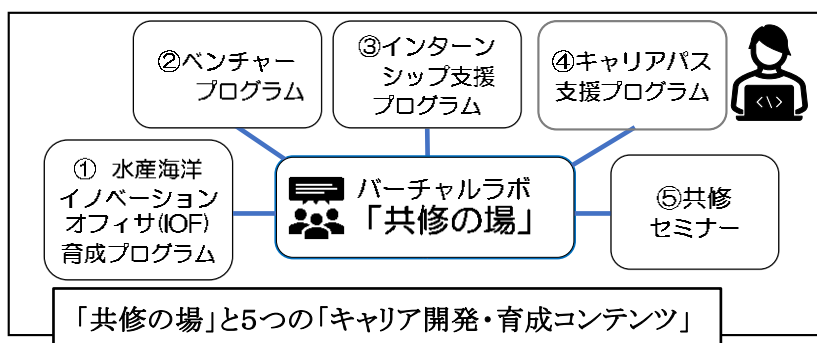 ②ベンチャー
プログラム
③インターン
シップ支援
プログラム
④キャリアパス
支援プログラム
① 水産海洋
イノベーション
オフィサ(IOF)
育成プログラム
バーチャルラボ
「共修の場」
⑤共修
セミナー
「共修の場」と5つの「キャリア開発・育成コンテンツ」